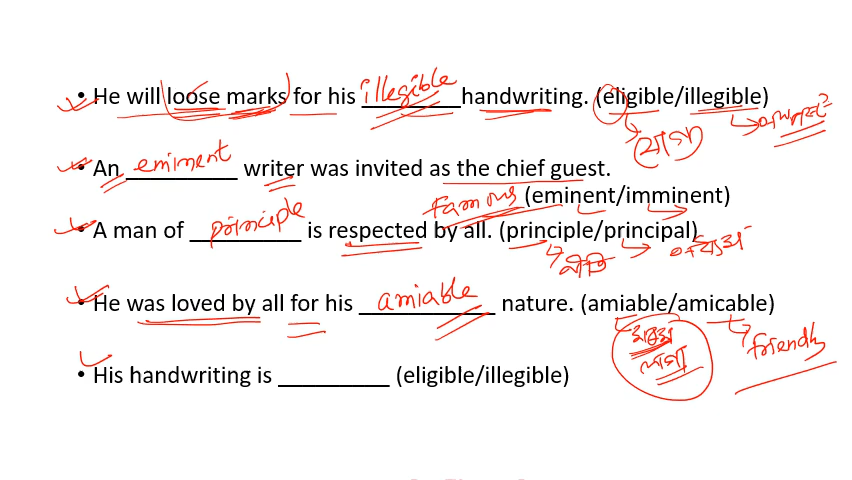 • He will loose marks for his illegible handwriting. (eligible/illegible)
যোগ্য
• An eminent writer was invited as the chief guest.
Famous (eminent/imminent)
• A man of principle is respected by all. (principle/principal)
নীতি
• He was loved by all for his amiable nature. (amiable/amicable)
friendly
• His handwriting is __________ (eligible/illegible)